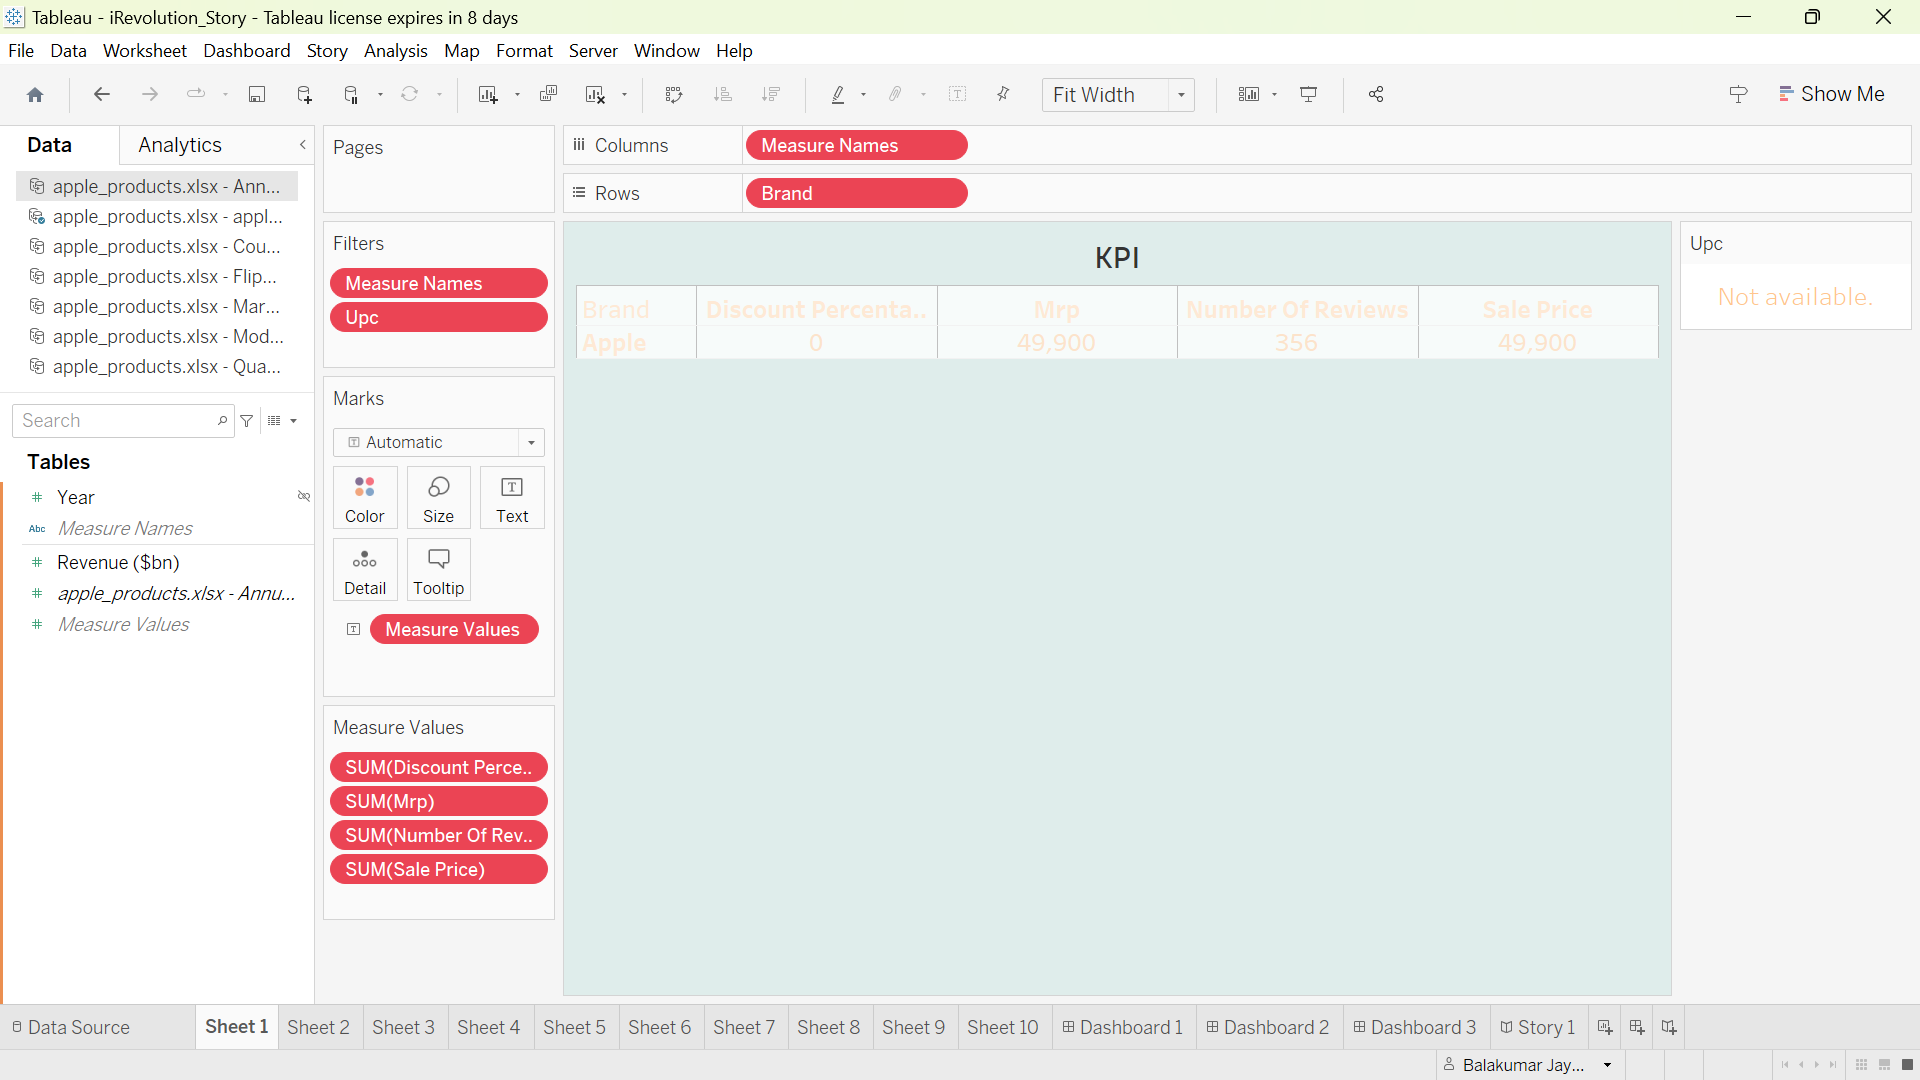 Tableau - iRevolution_Story - Tableau license expires in 8 days
File Data Worksheet Dashboard Story Analysis Map Format Server Window Help
Fit Width
Show Me
Data Analytics
apple_products.xlsx - Ann...
apple_products.xlsx - appl...
apple_products.xlsx - Cou...
apple_products.xlsx - Flip...
apple_products.xlsx - Mar...
apple_products.xlsx - Mod...
apple_products.xlsx - Qua...
Search
Tables
# Year
Abc Measure Names
# Revenue ($bn)
# apple_products.xlsx - Annu...
# Measure Values
Pages
Filters
Measure Names
Upc
Marks
T Automatic
Color Size T Text
Detail Tooltip
T Measure Values
Measure Values
SUM(Discount Perce..
SUM(Mrp)
SUM(Number Of Rev..
SUM(Sale Price)
Columns Measure Names
Rows Brand
KPI
Brand Discount Percenta.. Mrp Number Of Reviews Sale Price
Apple 0 49,900 356 49,900
Upc
Not available.
Data Source Sheet 1 Sheet 2 Sheet 3 Sheet 4 Sheet 5 Sheet 6 Sheet 7 Sheet 8 Sheet 9 Sheet 10 Dashboard 1 Dashboard 2 Dashboard 3 Story 1
Balakumar Jay...